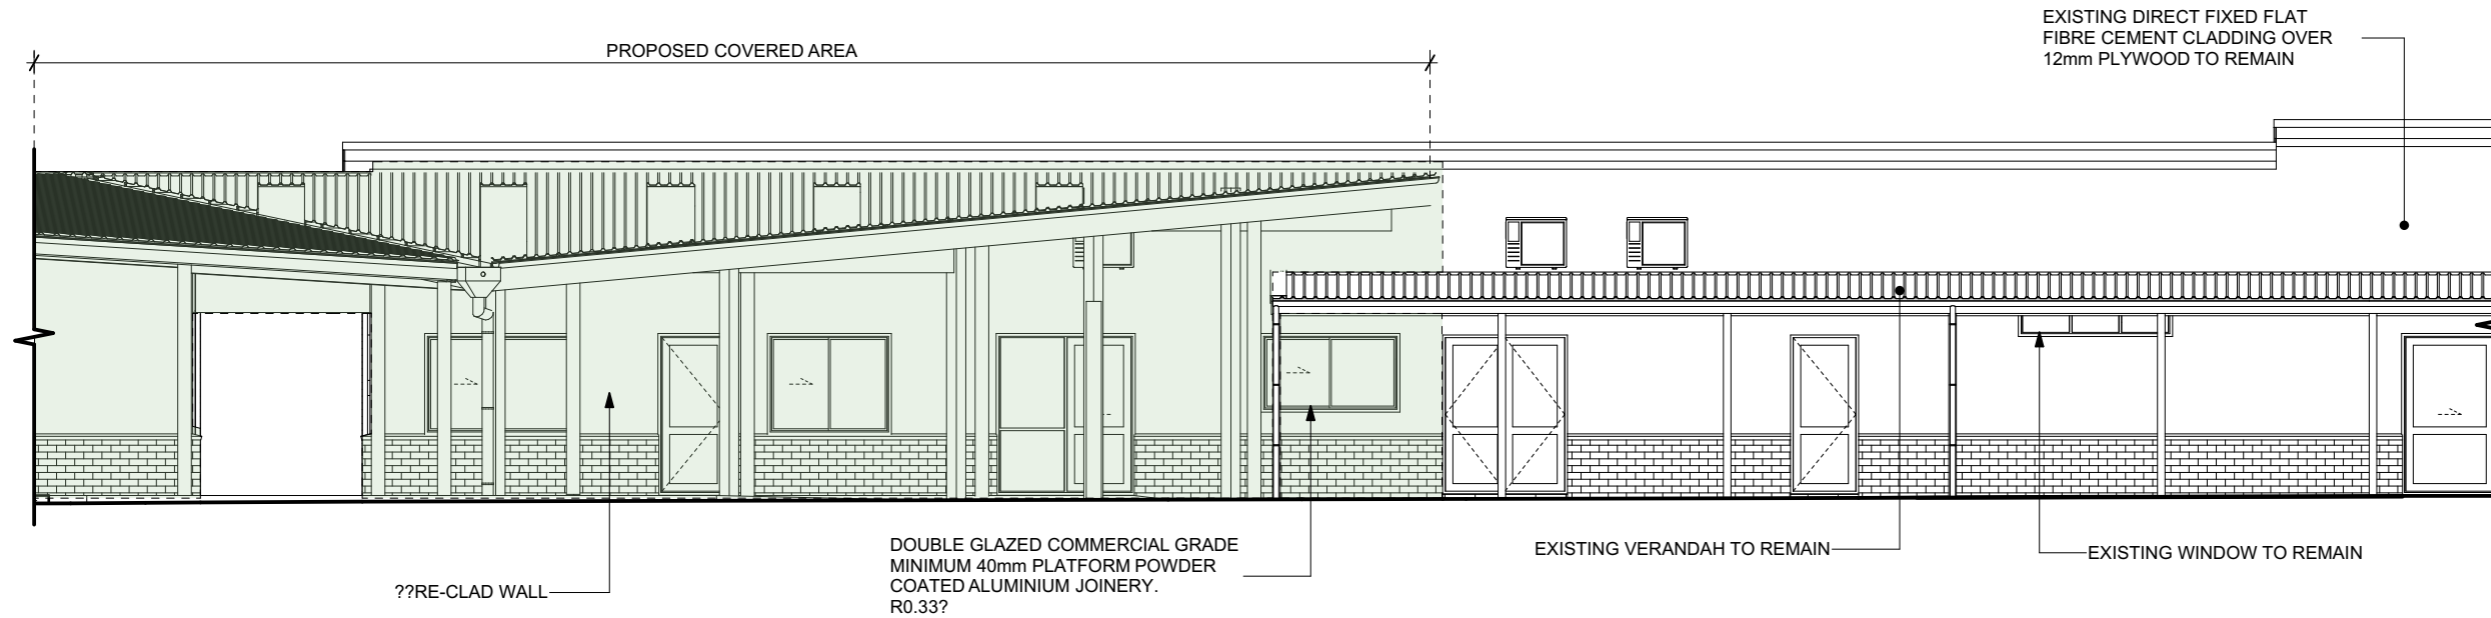 EXISTING DIRECT FIXED FLAT
FIBRE CEMENT CLADDING OVER
12mm PLYWOOD TO REMAIN
PROPOSED COVERED AREA
DOUBLE GLAZED COMMERCIAL GRADE
MINIMUM 40mm PLATFORM POWDER
COATED ALUMINIUM JOINERY.
R0.33?
EXISTING VERANDAH TO REMAIN
EXISTING WINDOW TO REMAIN
??RE-CLAD WALL